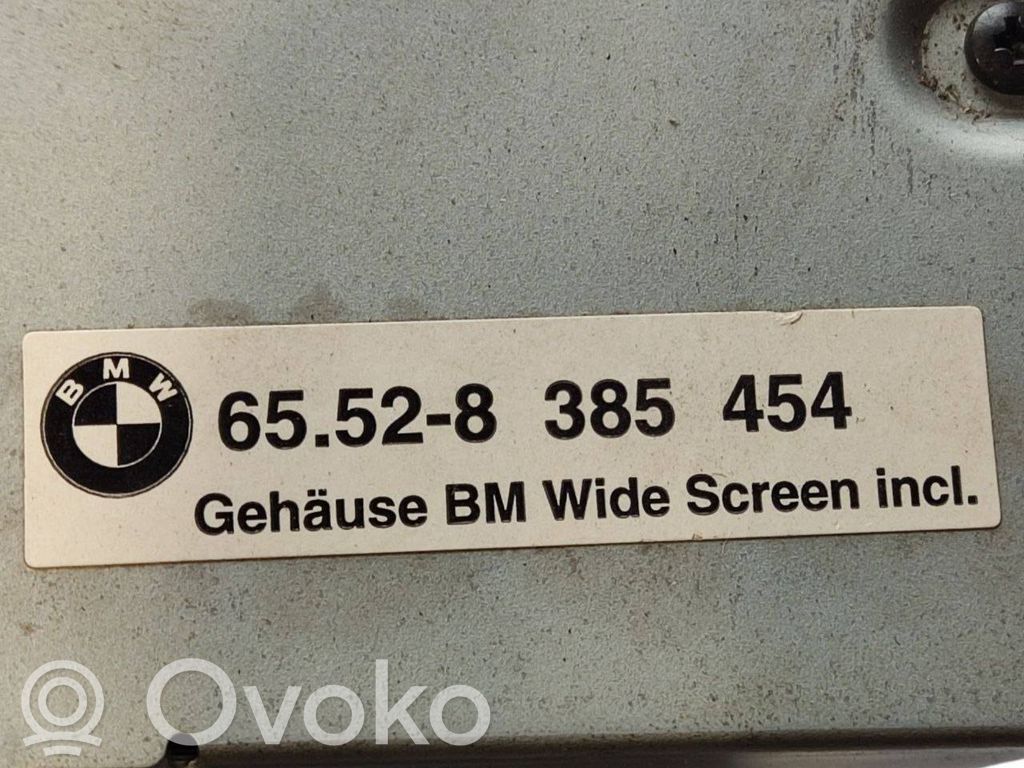 BMW
65.52-8 385 454
Gehäuse BM Wide Screen incl.
Ovoko